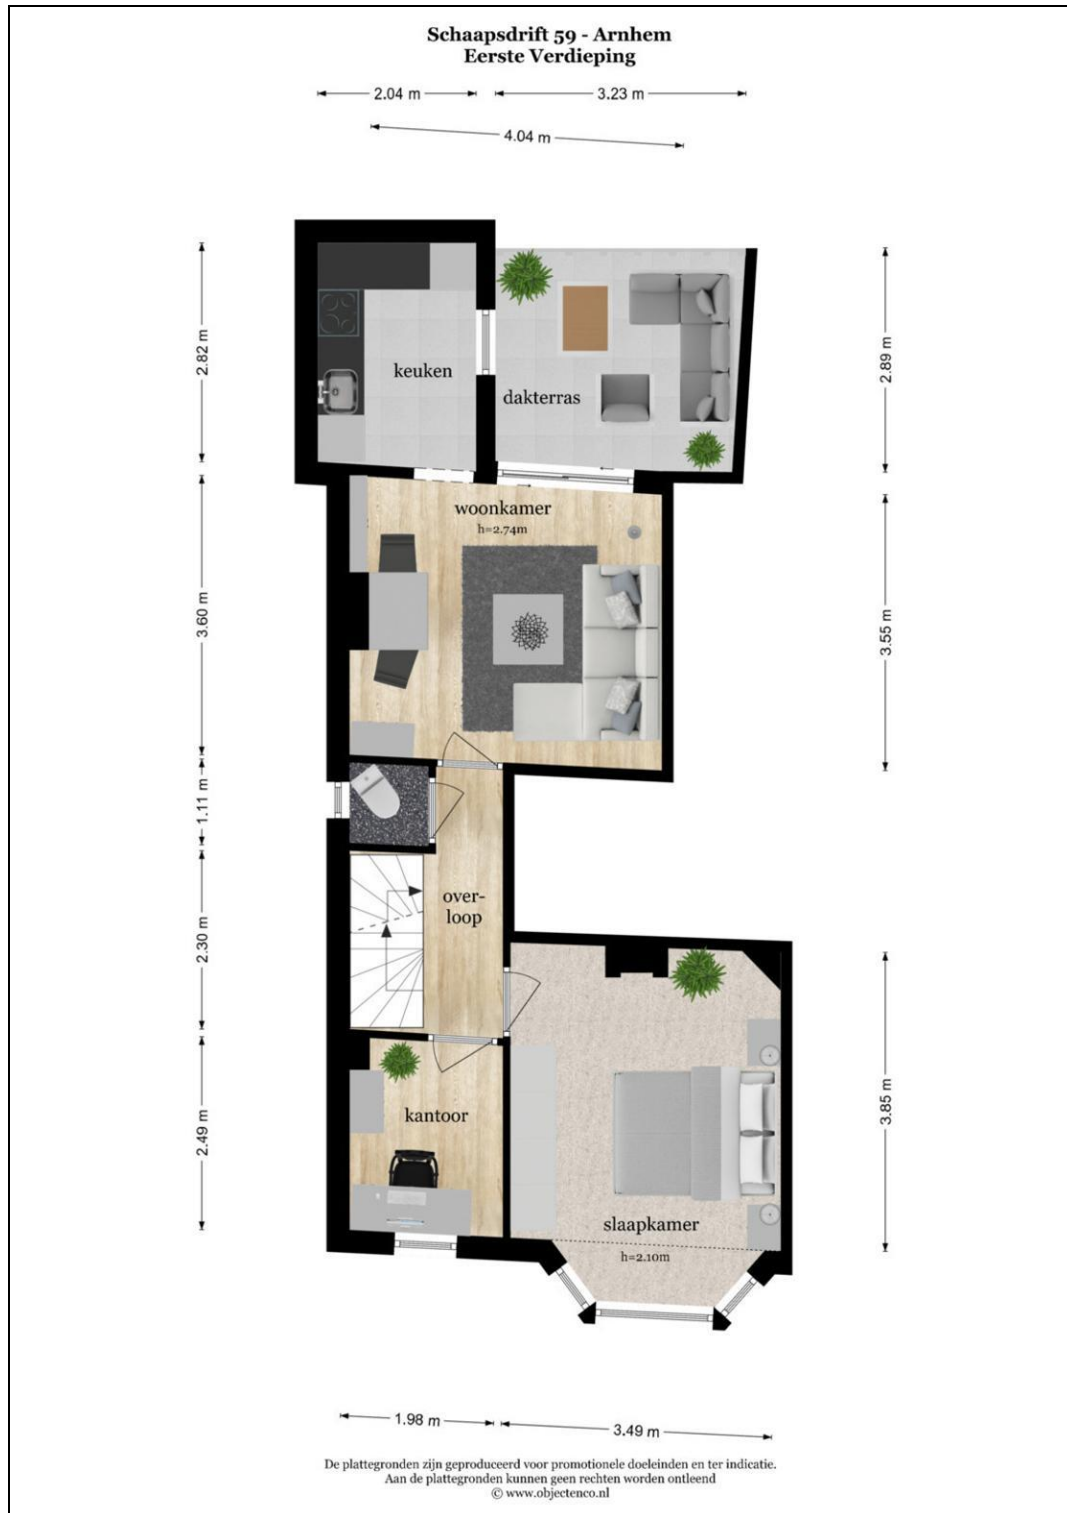 Schaapsdrift 59 - Arnhem
Eerste Verdieping
2.04 m
3.23 m
4.04 m
2.82 m
2.89 m
keuken
dakterras
woonkamer
h=2.74m
3.60 m
3.55 m
1.11 m
over-
loop
2.30 m
kantoor
2.49 m
3.85 m
slaapkamer
h=2.10m
1.98 m
3.49 m
De plattegronden zijn geproduceerd voor promotionele doeleinden en ter indicatie.
Aan de plattegronden kunnen geen rechten worden ontleend
© www.objectenco.nl